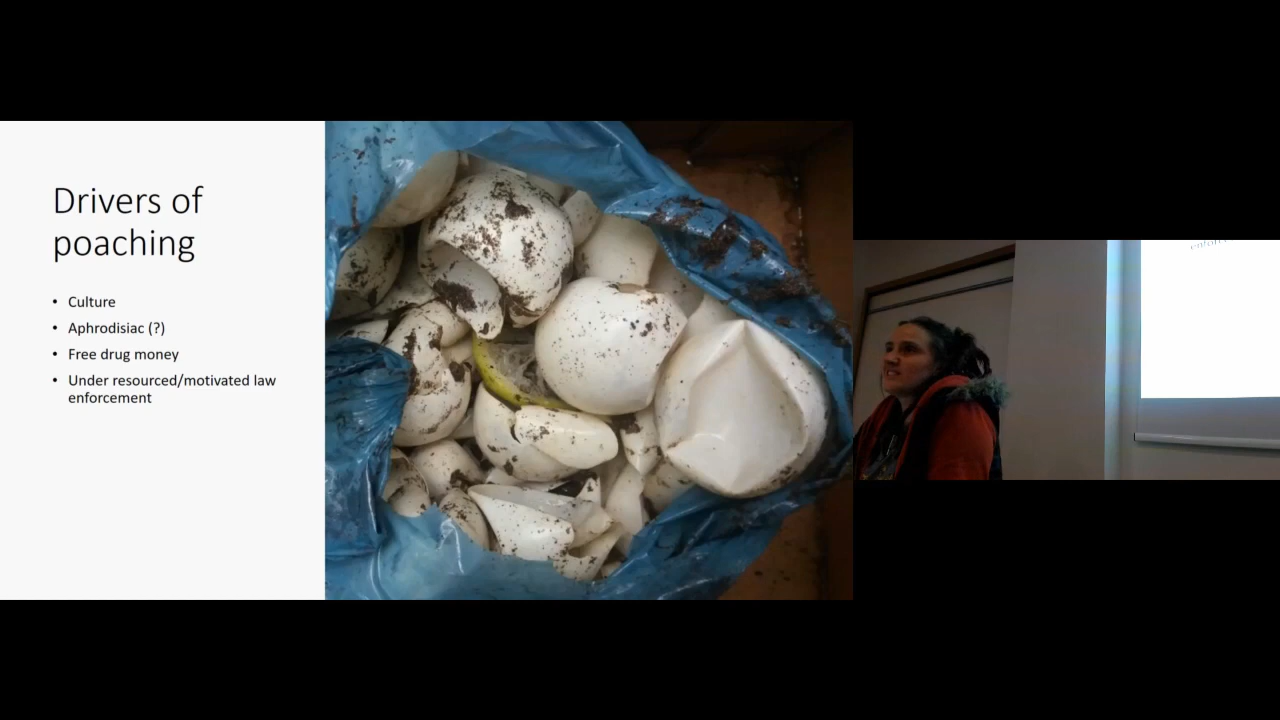 Drivers of
poaching
• Culture
• Aphrodisiac (?)
• Free drug money
• Under resourced/motivated law
enforcement